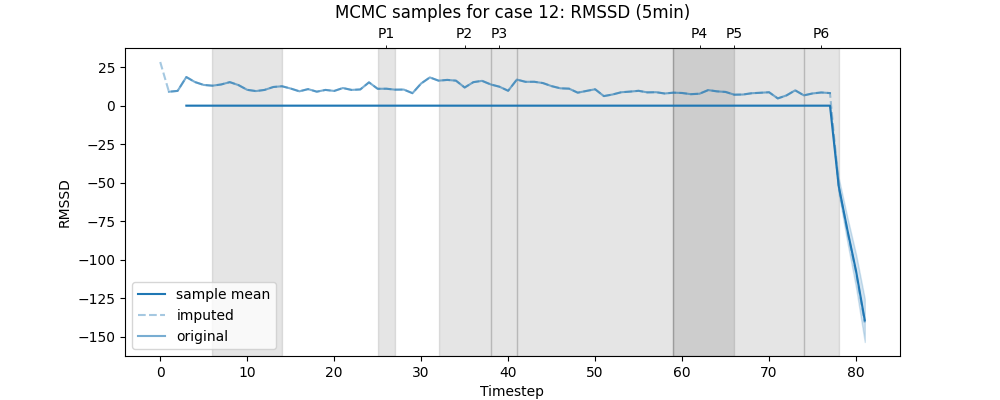 MCMC samples for case 12: RMSSD (5min)
P1 P2 P3 P4 P5 P6
25
0
−25
−50
−75
−100
−125
−150
RMSSD
sample mean
imputed
original
0 10 20 30 40 50 60 70 80
Timestep